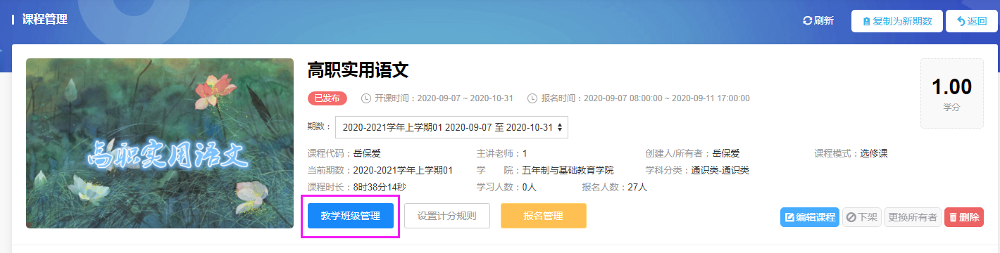 课程管理
刷新
复制为新期数
返回
高职实用语文
高职实用语文
1.00
学分
已发布 开课时间：2020-09-07 ~ 2020-10-31 报名时间：2020-09-07 08:00:00 ~ 2020-09-11 17:00:00
期数： 2020-2021学年上学期01 2020-09-07 至 2020-10-31
课程代码：岳保爱 主讲老师：1 创建人/所有者：岳保爱 课程模式：选修课
当前期数：2020-2021学年上学期01 学 院：五年制与基础教育学院 学科分类：通识类-通识类
课程时长：8时38分14秒 学习人数：0人 报名人数：27人
教学班级管理 设置计分规则 报名管理 编辑课程 下架 更换所有者 删除